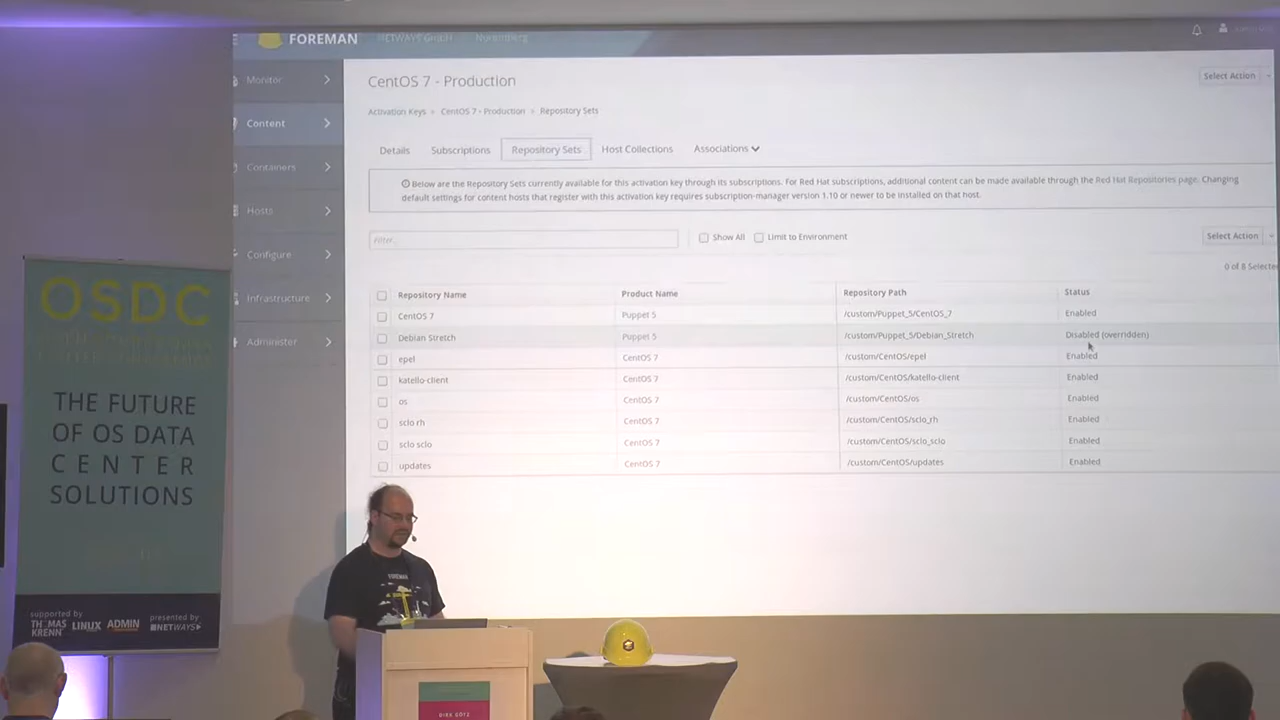 FOREMAN
NETWAYS GmbH
Nuremberg
Monitor
Content
Containers
Hosts
Configure
Infrastructure
Administer
CentOS 7 - Production
Select Action
Activation Keys » CentOS 7 - Production » Repository Sets
Details Subscriptions Repository Sets Host Collections Associations
Below are the Repository Sets currently available for this activation key through its subscriptions. For Red Hat subscriptions, additional content can be made available through the Red Hat Repositories page. Changing
default settings for content hosts that register with this activation key requires subscription-manager version 1.10 or newer to be installed on that host.
Filter...
Show All Limit to Environment Select Action
0 of 8 Selecte
Repository Name Product Name Repository Path Status
CentOS 7 Puppet 5 /custom/Puppet_5/CentOS_7 Enabled
Debian Stretch Puppet 5 /custom/Puppet_5/Debian_Stretch Disabled (overridden)
epel CentOS 7 /custom/CentOS/epel Enabled
katello-client CentOS 7 /custom/CentOS/katello-client Enabled
os CentOS 7 /custom/CentOS/os Enabled
sclo rh CentOS 7 /custom/CentOS/sclo_rh Enabled
sclo sclo CentOS 7 /custom/CentOS/sclo_sclo Enabled
updates CentOS 7 /custom/CentOS/updates Enabled
OSDC
THE FUTURE
OF OS DATA
CENTER
SOLUTIONS
supported by
THOMAS
KRENN
LINUX
ADMIN
presented by
NETWAYS
FOREMAN
DIRK GÖTZ